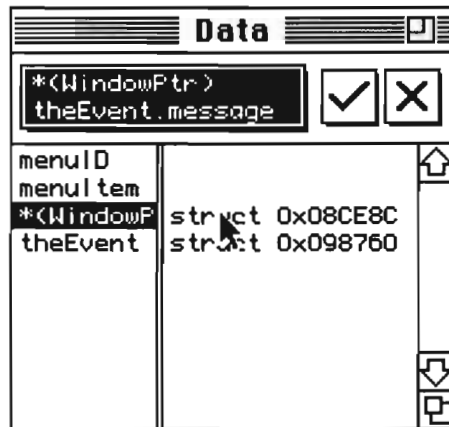 Data
*(WindowPtr)
theEvent.message
menuID
menuItem
*(WindowP struct 0x08CE8C
theEvent struct 0x098760